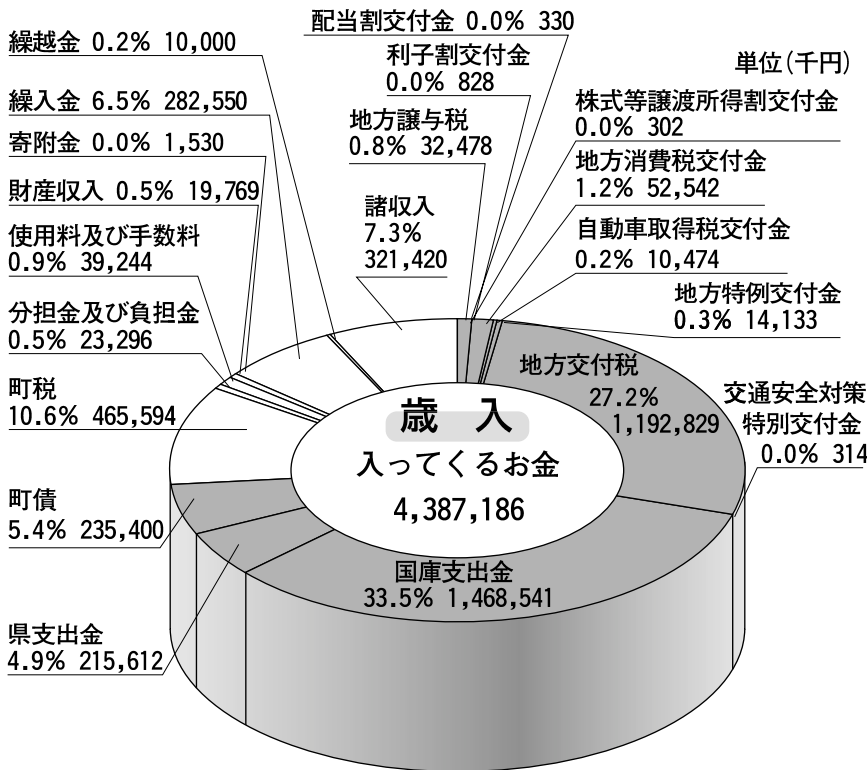 単位(千円)
配当割交付金 0.0% 330
利子割交付金
0.0% 828
地方譲与税
0.8% 32,478
諸収入
7.3%
321,420
繰越金 0.2% 10,000
繰入金 6.5% 282,550
寄附金 0.0% 1,530
財産収入 0.5% 19,769
使用料及び手数料
0.9% 39,244
分担金及び負担金
0.5% 23,296
町税
10.6% 465,594
町債
5.4% 235,400
県支出金
4.9% 215,612
株式等譲渡所得割交付金
0.0% 302
地方消費税交付金
1.2% 52,542
自動車取得税交付金
0.2% 10,474
地方特例交付金
0.3% 14,133
地方交付税
27.2%
1,192,829
交通安全対策
特別交付金
0.0% 314
歳 入
入ってくるお金
4,387,186
国庫支出金
33.5% 1,468,541